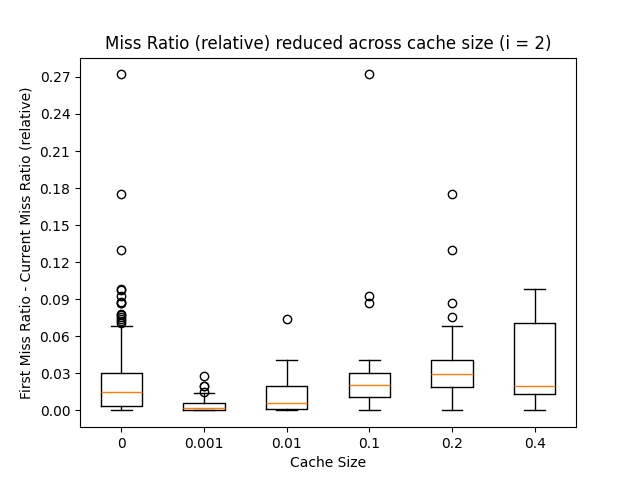 Miss Ratio (relative) reduced across cache size (i = 2)
First Miss Ratio - Current Miss Ratio (relative)
0.27
0.24
0.21
0.18
0.15
0.12
0.09
0.06
0.03
0.00
0 0.001 0.01 0.1 0.2 0.4
Cache Size